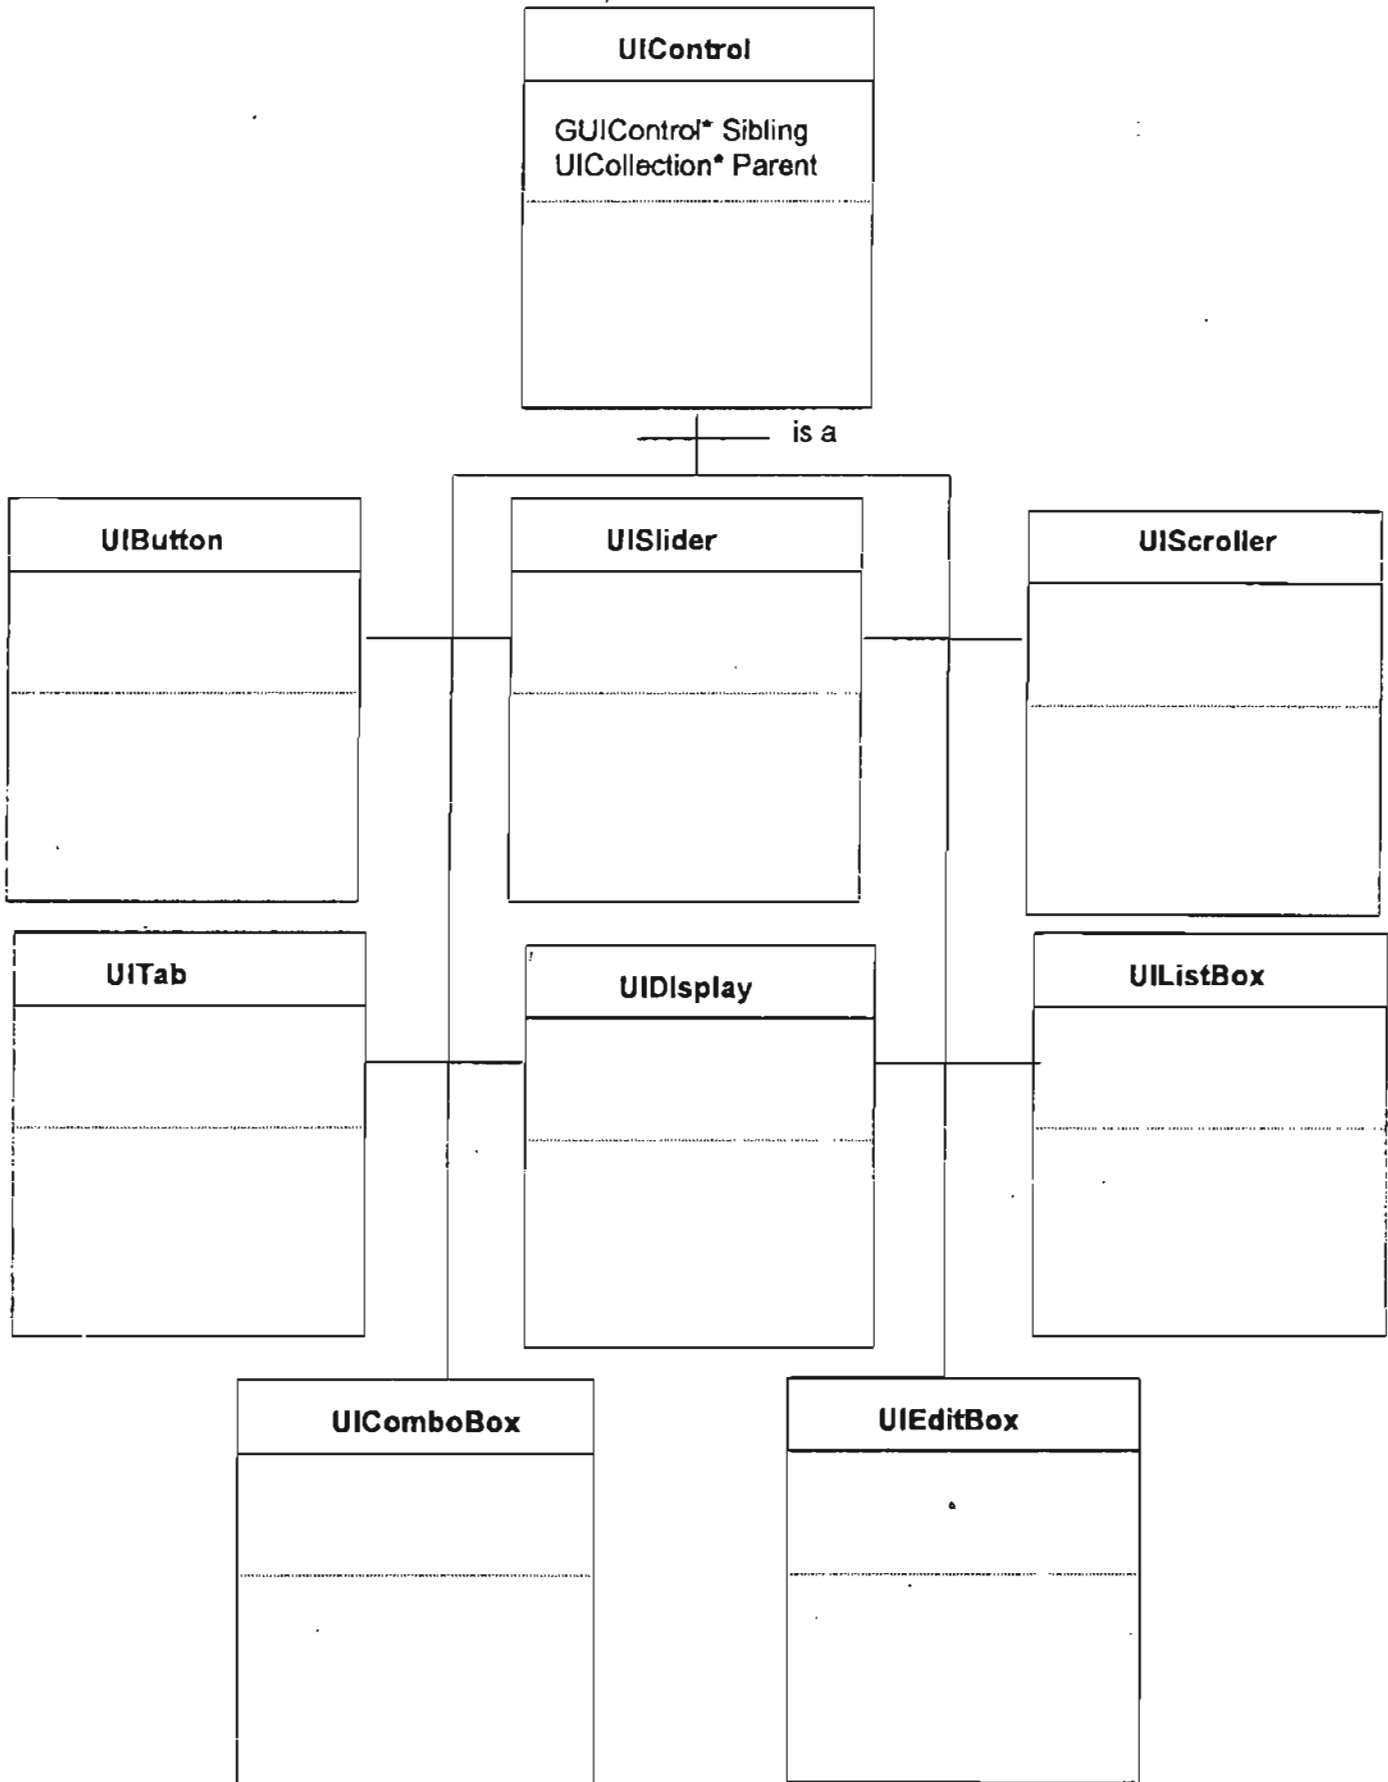 UIControl
GUIControl* Sibling
UICollection* Parent
is a
UIButton
UISlider
UIScroller
UITab
UIDisplay
UIListBox
UIComboBox
UIEditBox